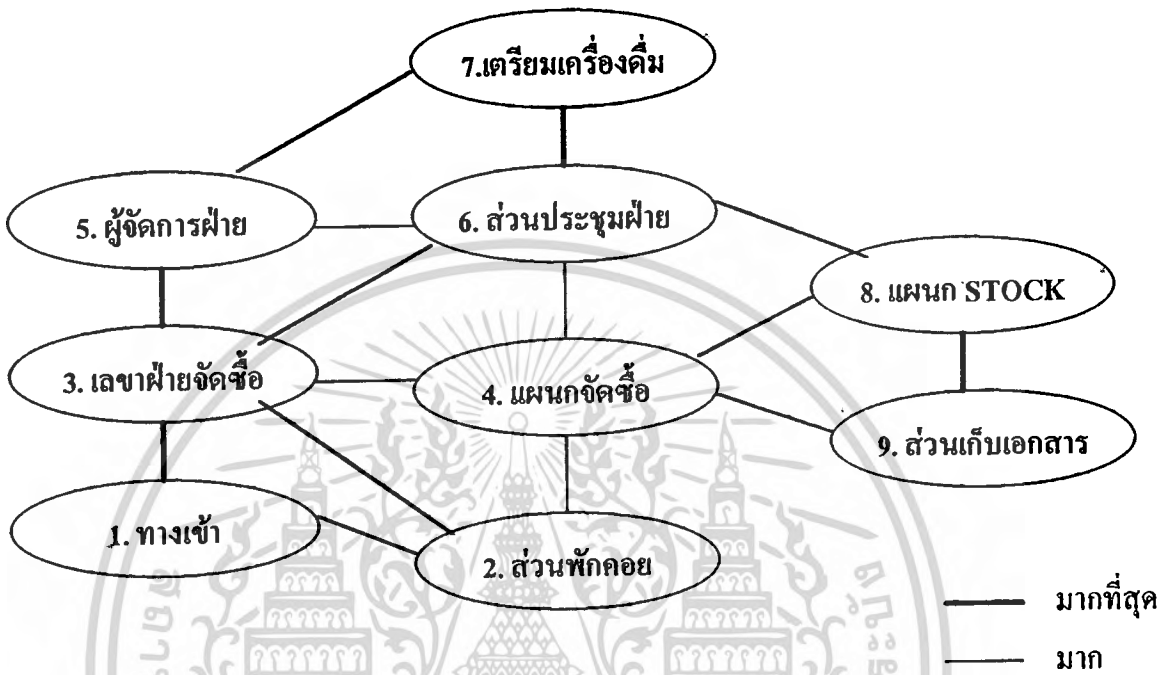 7.เตรียมเครื่องดื่ม
5. ผู้จัดการฝ่าย
6. ส่วนประชุมฝ่าย
8. แผนก STOCK
3. เลขาฝ่ายจัดซื้อ
4. แผนกจัดซื้อ
9. ส่วนเก็บเอกสาร
1. ทางเข้า
2. ส่วนพักคอย
มากที่สุด
มาก